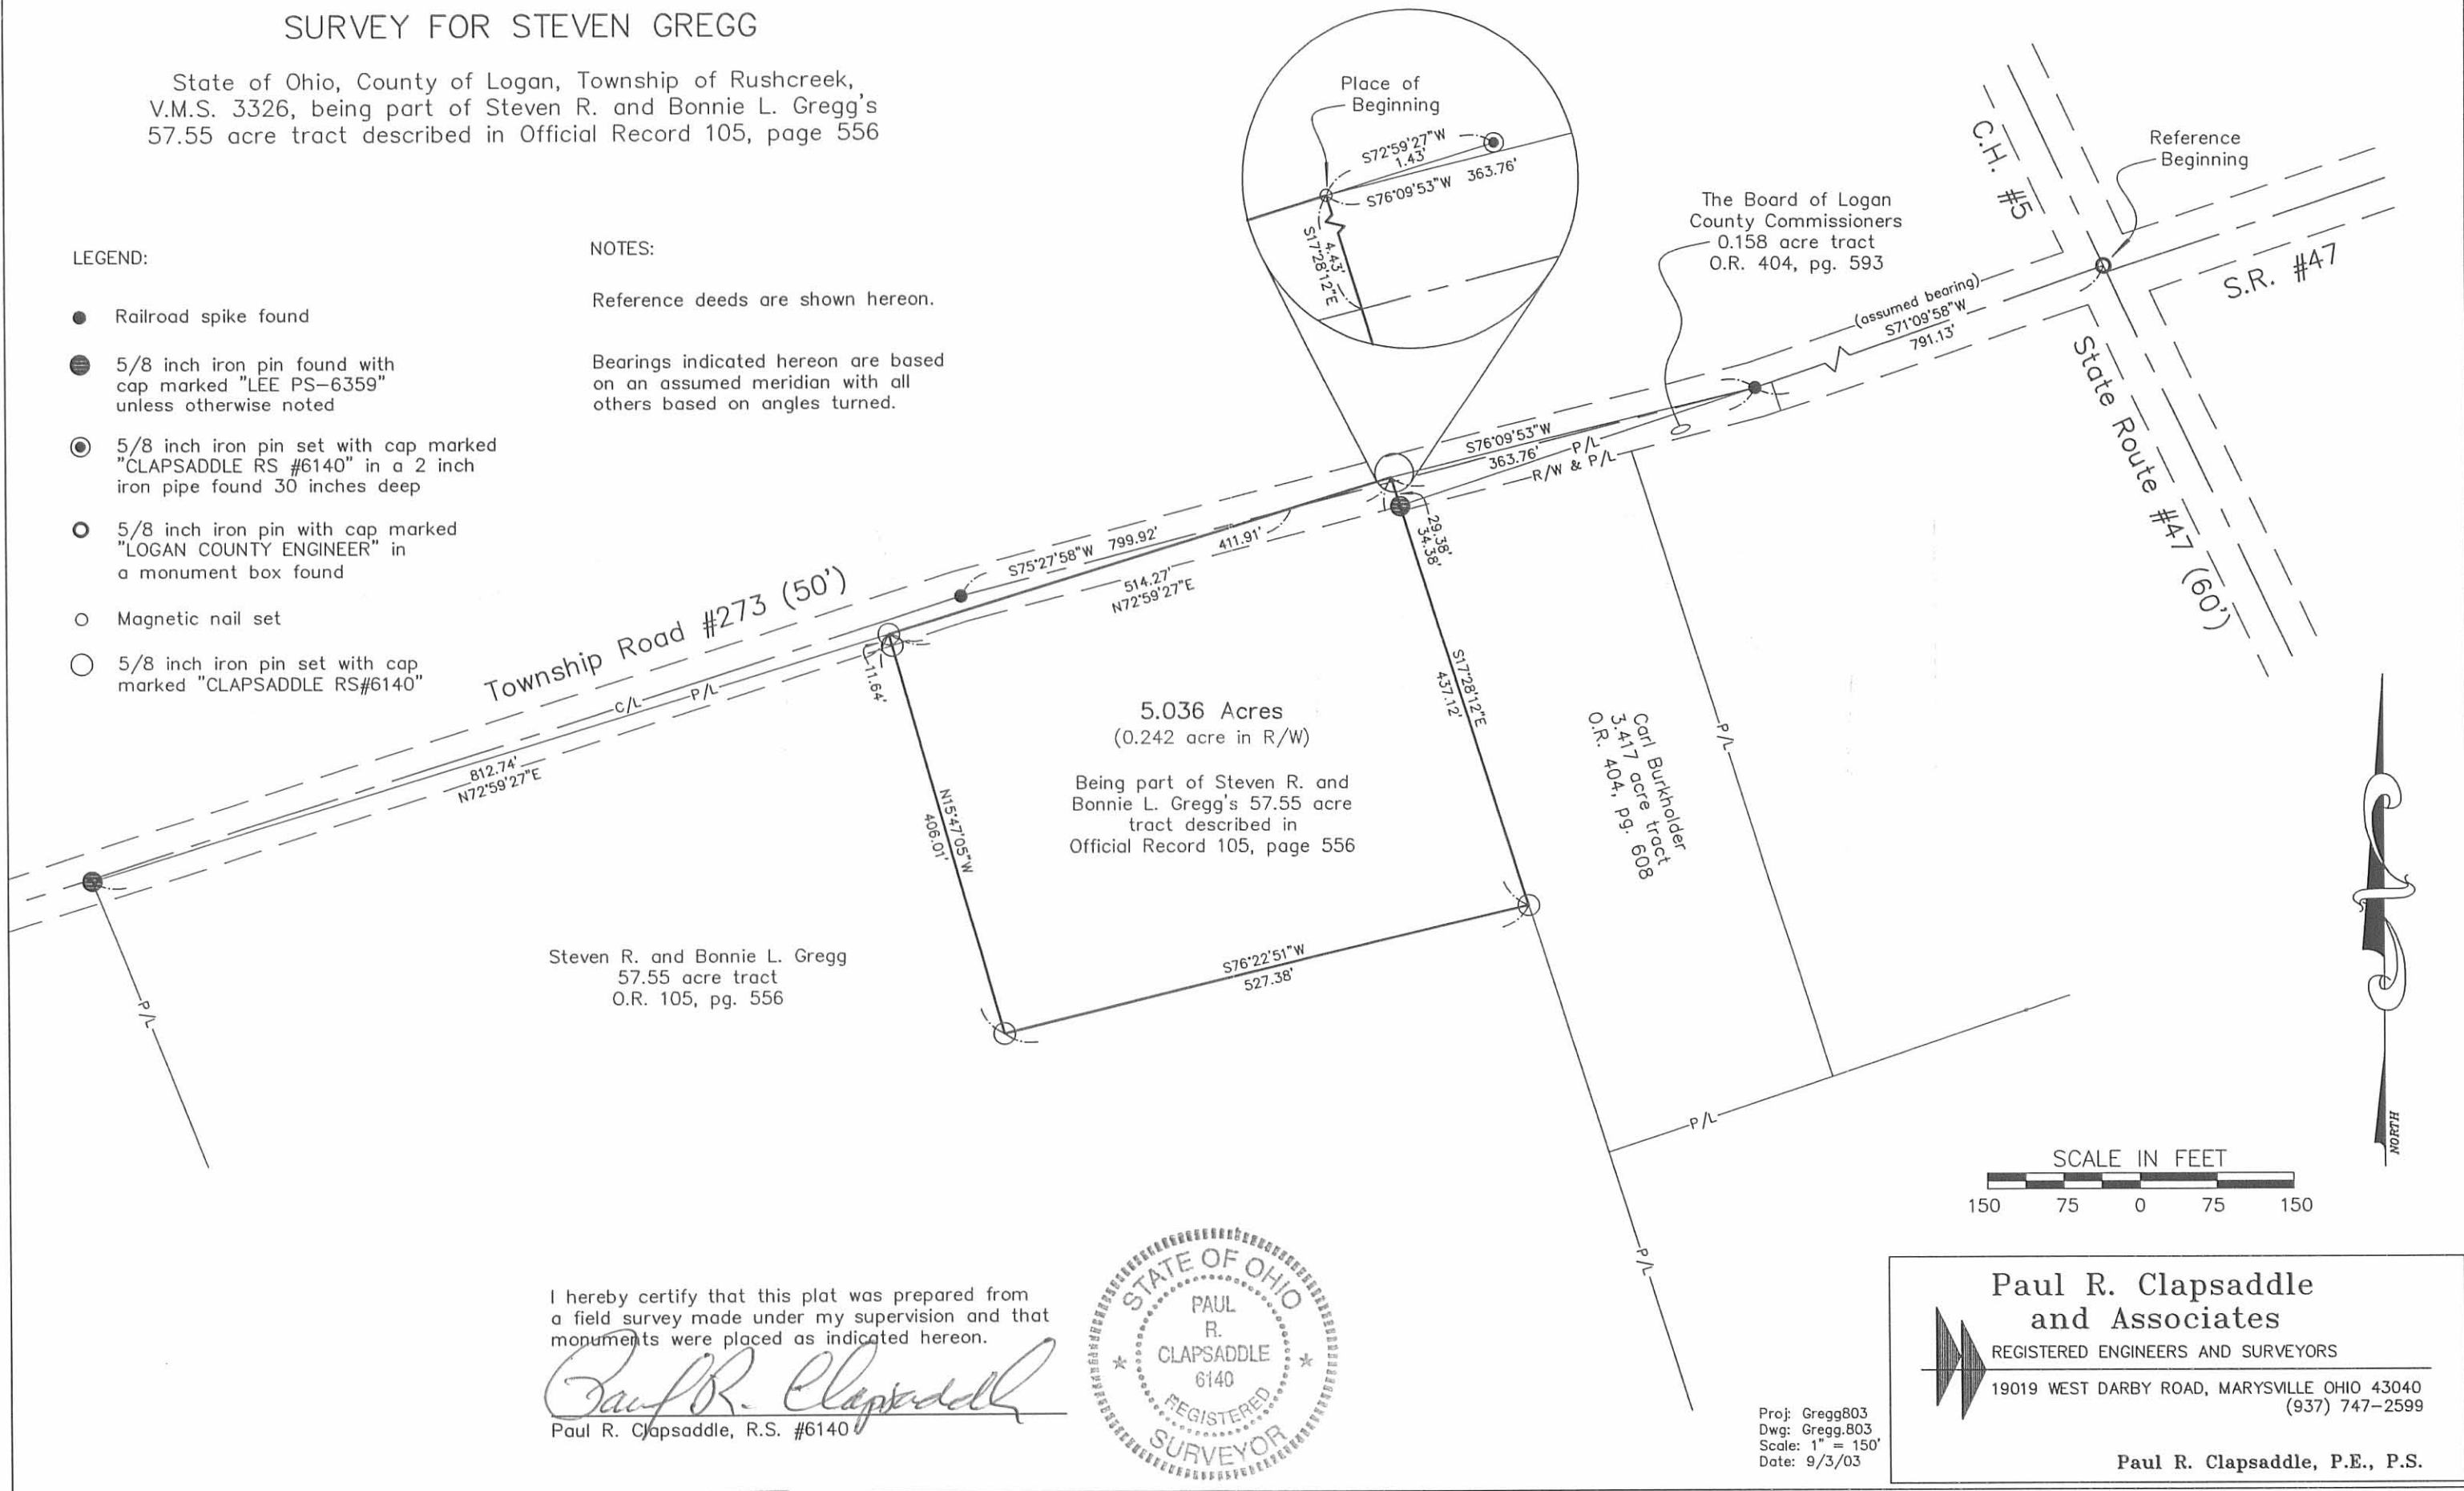 SURVEY FOR STEVEN GREGG
State of Ohio, County of Logan, Township of Rushcreek,
V.M.S. 3326, being part of Steven R. and Bonnie L. Gregg's
57.55 acre tract described in Official Record 105, page 556
LEGEND:
Railroad spike found
5/8 inch iron pin found with
cap marked "LEE PS-6359"
unless otherwise noted
5/8 inch iron pin set with cap marked
"CLAPSADDLE RS #6140" in a 2 inch
iron pipe found 30 inches deep
5/8 inch iron pin with cap marked
"LOGAN COUNTY ENGINEER" in
a monument box found
Magnetic nail set
5/8 inch iron pin set with cap
marked "CLAPSADDLE RS#6140"
NOTES:
Reference deeds are shown hereon.
Bearings indicated hereon are based
on an assumed meridian with all
others based on angles turned.
Place of
Beginning
S72°59'27"W
1.43'
S76°09'53"W 363.76'
4.43'
S17°28'12"E
The Board of Logan
County Commissioners
0.158 acre tract
O.R. 404, pg. 593
C.H. #5
Reference
Beginning
S.R. #47
State Route #47 (60')
(assumed bearing)
S71°09'58"W
791.13'
S76°09'53"W
363.76'
P/L
R/W & P/L
29.38'
34.38'
S75°27'58"W 799.92'
411.91'
514.27'
N72°59'27"E
Township Road #273 (50')
C/L
P/L
812.74'
N72°59'27"E
11.64'
S17°28'12"E
437.12'
5.036 Acres
(0.242 acre in R/W)
Being part of Steven R. and
Bonnie L. Gregg's 57.55 acre
tract described in
Official Record 105, page 556
N15°47'05"W
406.01'
S76°22'51"W
527.38'
Carl Burkholder
3.417 acre tract
O.R. 404, pg. 608
P/L
P/L
P/L
P/L
Steven R. and Bonnie L. Gregg
57.55 acre tract
O.R. 105, pg. 556
NORTH
SCALE IN FEET
150 75 0 75 150
I hereby certify that this plat was prepared from
a field survey made under my supervision and that
monuments were placed as indicated hereon.
Paul R. Clapsaddle
Paul R. Clapsaddle, R.S. #6140
STATE OF OHIO
PAUL
R.
CLAPSADDLE
6140
REGISTERED
SURVEYOR
Proj: Gregg803
Dwg: Gregg.803
Scale: 1" = 150'
Date: 9/3/03
Paul R. Clapsaddle
and Associates
REGISTERED ENGINEERS AND SURVEYORS
19019 WEST DARBY ROAD, MARYSVILLE OHIO 43040
(937) 747-2599
Paul R. Clapsaddle, P.E., P.S.